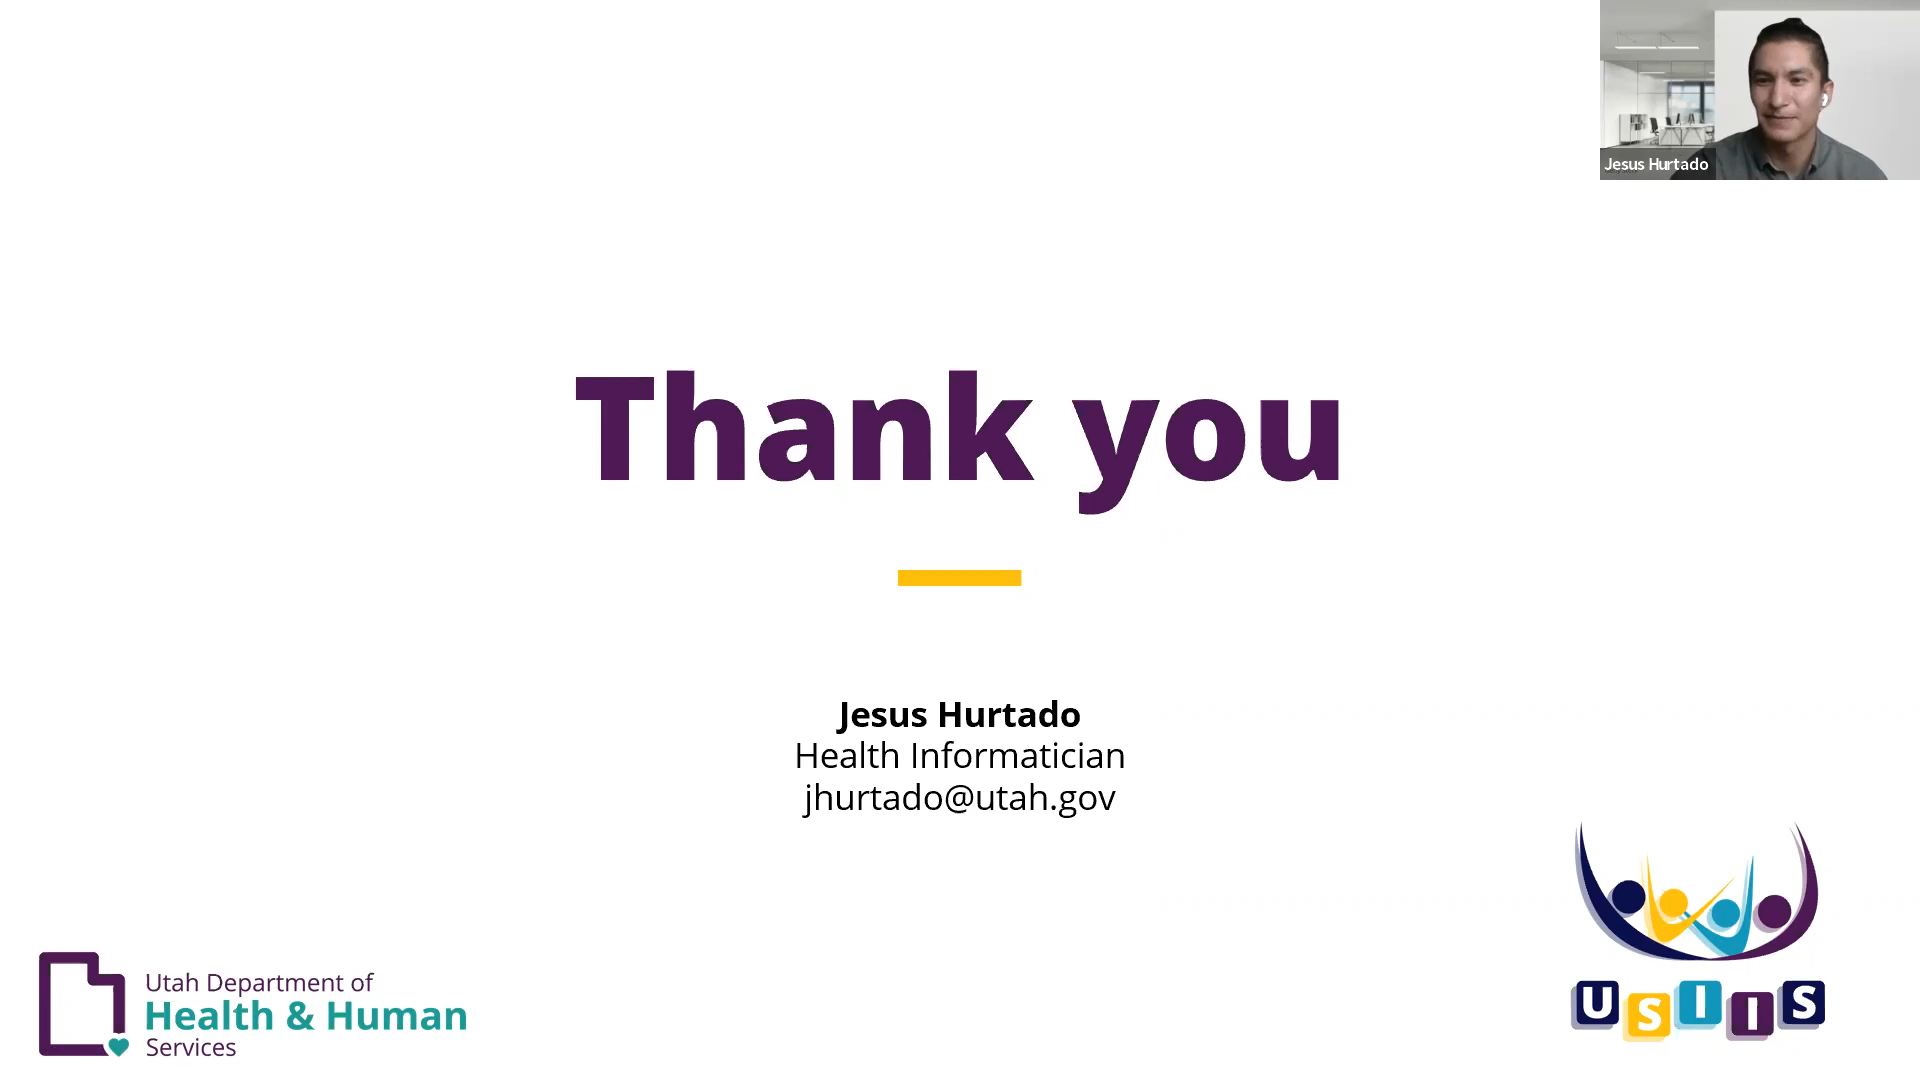 Jesus Hurtado
Thank you
Jesus Hurtado
Health Informatician
jhurtado@utah.gov
Utah Department of
Health & Human
Services
USIIS